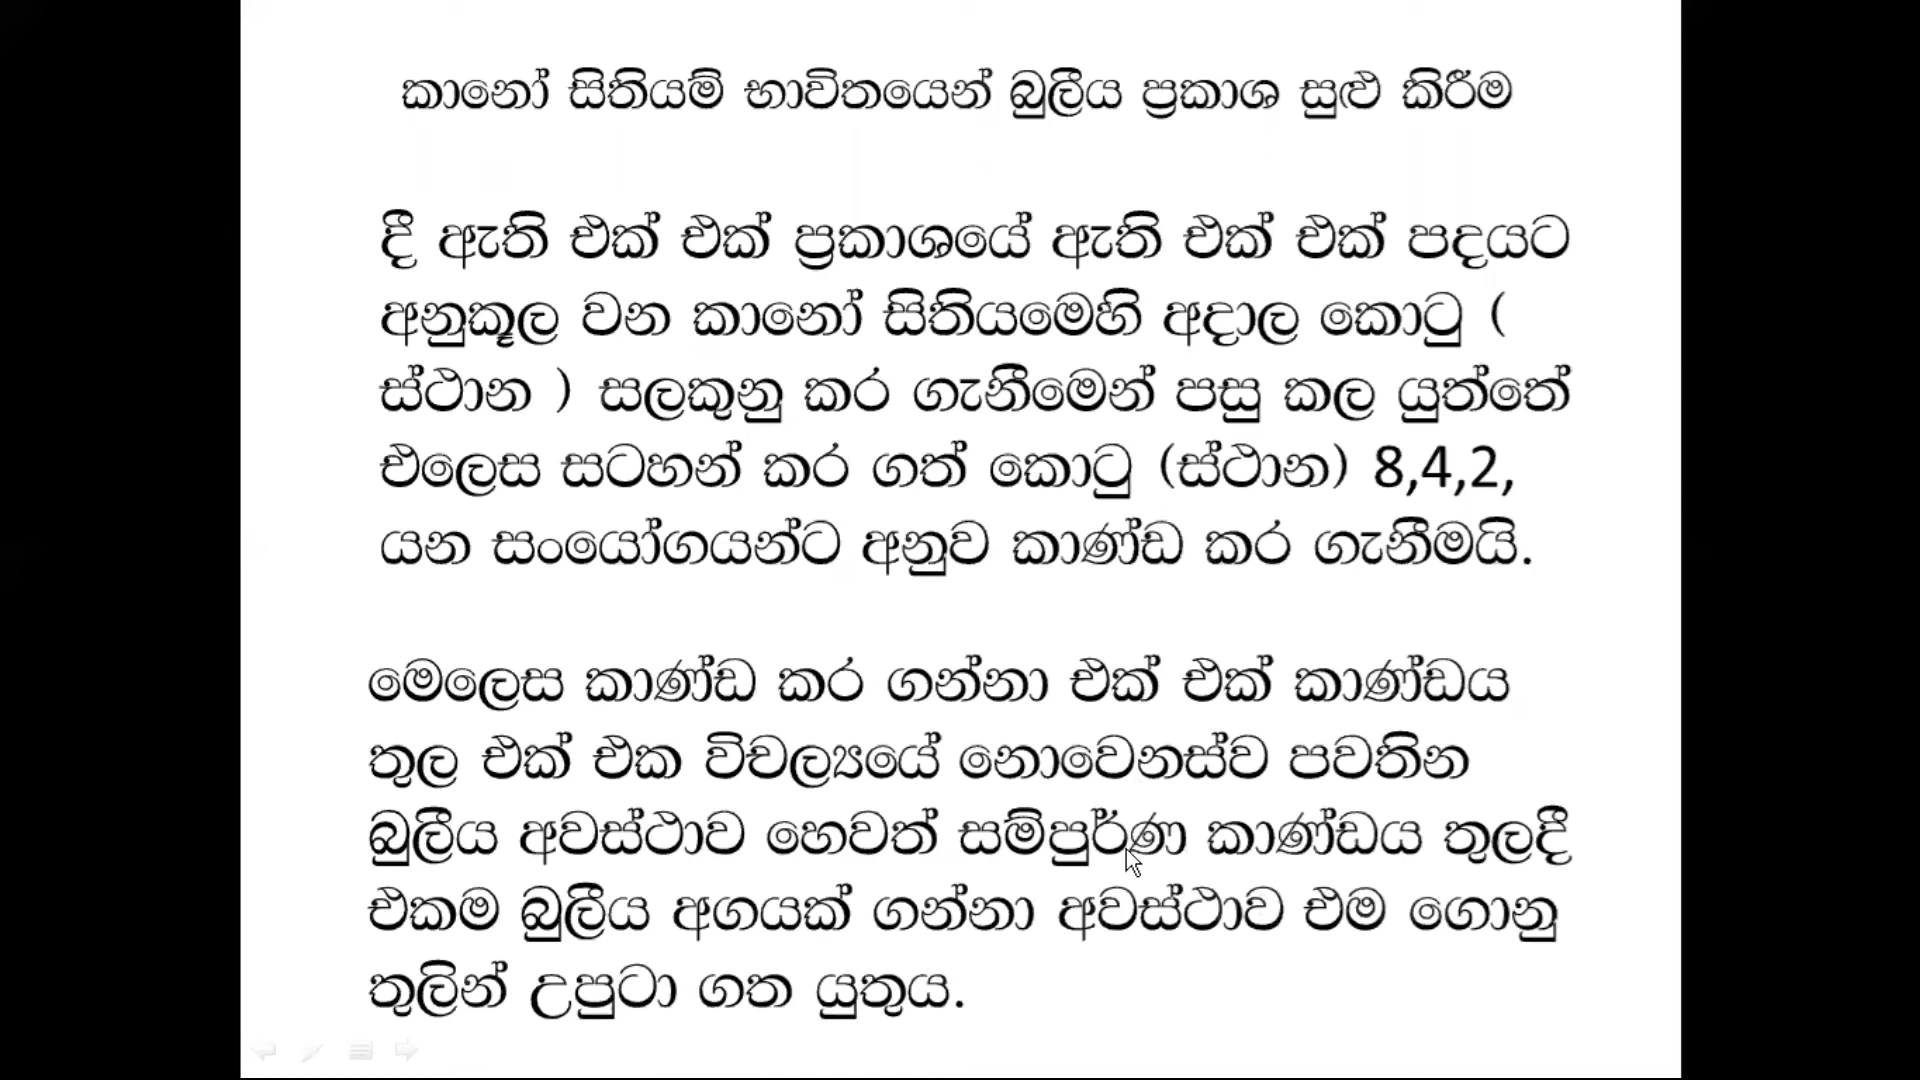 කානෝ සිතියම් භාවිතයෙන් බුලීය ප්‍රකාශ සුළු කිරීම
දී ඇති එක් එක් ප්‍රකාශයේ ඇති එක් එක් පදයට
අනුකූල වන කානෝ සිතියමෙහි අදාල කොටු (
ස්ථාන ) සලකුනු කර ගැනීමෙන් පසු කල යුත්තේ
එලෙස සටහන් කර ගත් කොටු (ස්ථාන) 8,4,2,
යන සංයෝගයන්ට අනුව කාණ්ඩ කර ගැනීමයි.
මෙලෙස කාණ්ඩ කර ගන්නා එක් එක් කාණ්ඩය
තුල එක් එක විචල්‍යයේ නොවෙනස්ව පවතින
බුලීය අවස්ථාව හෙවත් සම්පුර්ණ කාණ්ඩය තුලදී
එකම බුලීය අගයක් ගන්නා අවස්ථාව එම ගොනු
තුලින් උපුටා ගත යුතුය.